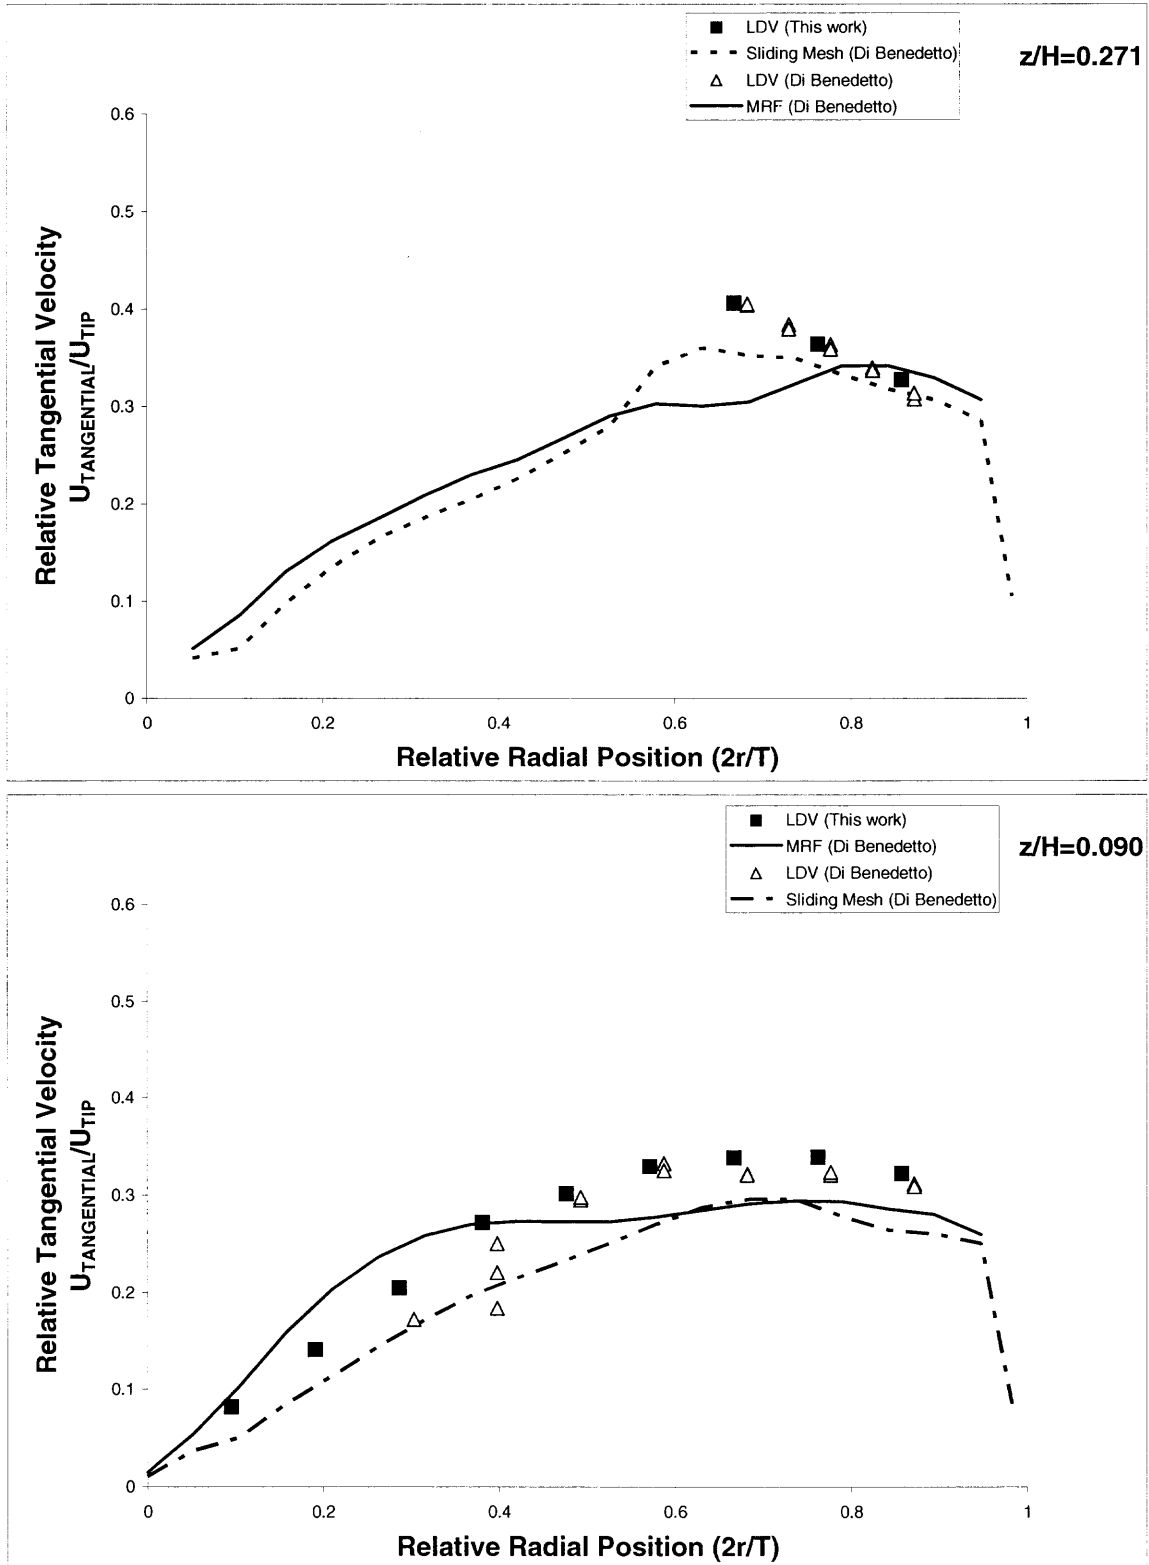 LDV (This work)
Sliding Mesh (Di Benedetto)
LDV (Di Benedetto)
MRF (Di Benedetto)
z/H=0.271
0.6
0.5
0.4
0.3
0.2
0.1
0
Relative Tangential Velocity
UTANGENTIAL/UTIP
0 0.2 0.4 0.6 0.8 1
Relative Radial Position (2r/T)
LDV (This work)
MRF (Di Benedetto)
LDV (Di Benedetto)
Sliding Mesh (Di Benedetto)
z/H=0.090
0.6
0.5
0.4
0.3
0.2
0.1
0
Relative Tangential Velocity
UTANGENTIAL/UTIP
0 0.2 0.4 0.6 0.8 1
Relative Radial Position (2r/T)